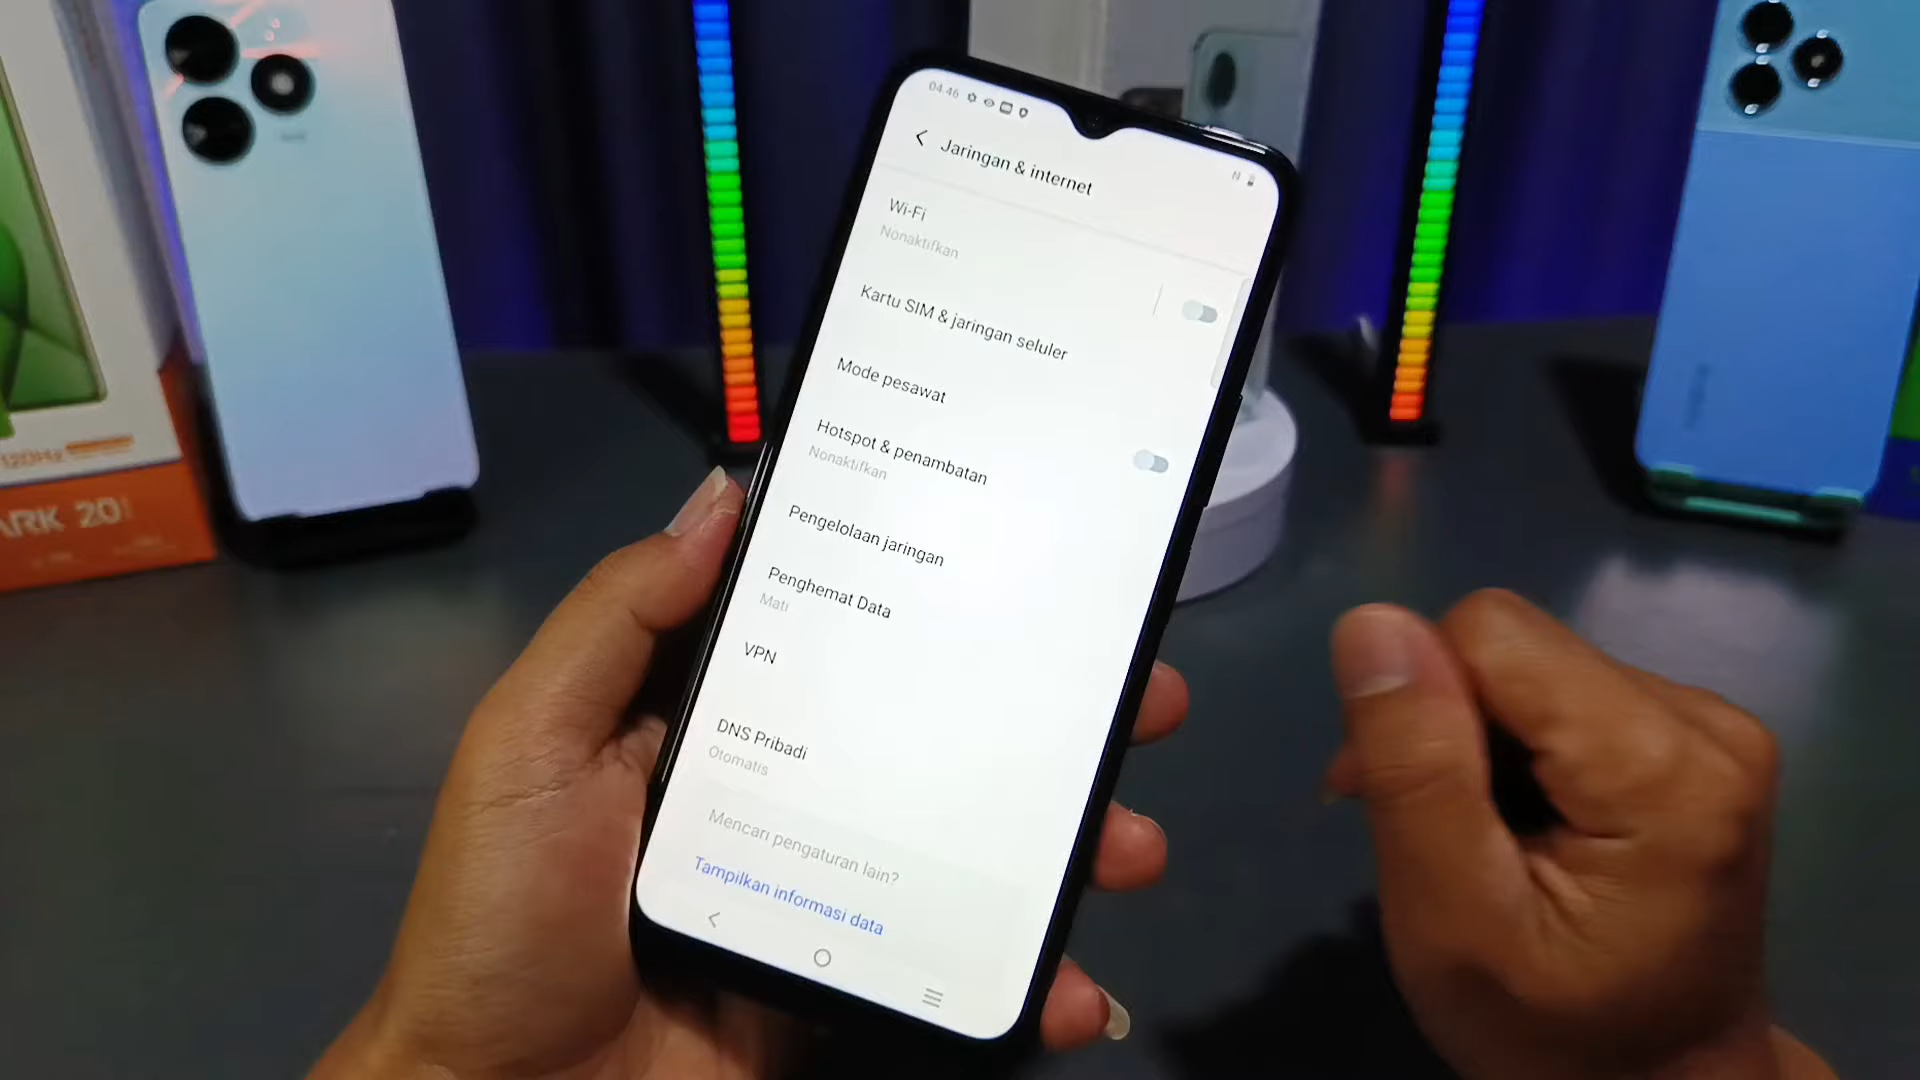 04.46
Jaringan & internet
Wi-Fi
Nonaktifkan
Kartu SIM & jaringan seluler
Mode pesawat
Hotspot & penambatan
Nonaktifkan
Pengelolaan jaringan
Penghemat Data
Mati
VPN
DNS Pribadi
Otomatis
Mencari pengaturan lain?
Tampilkan informasi data
120Hz
ARK 20